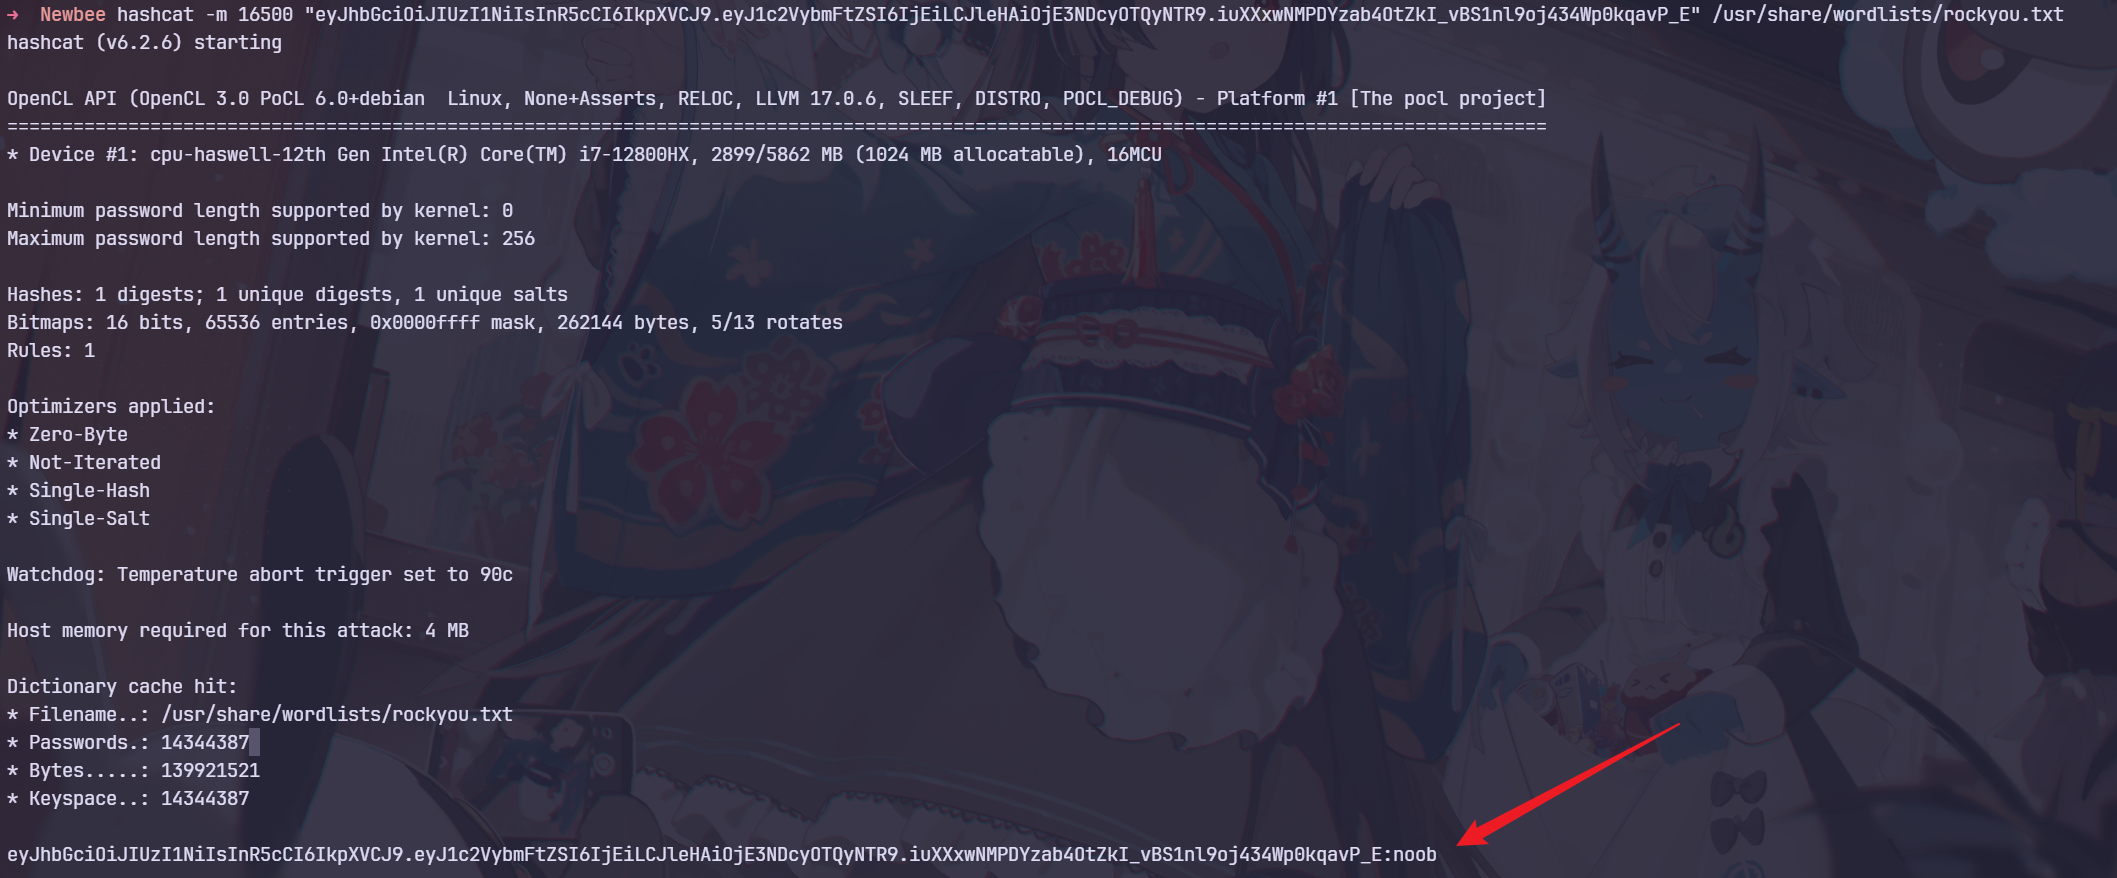 →  Newbee hashcat -m 16500 "eyJhbGciOiJIUzI1NiIsInR5cCI6IkpXVCJ9.eyJ1c2VybmFtZSI6IjEiLCJleHAiOjE3NDcyOTQyNTR9.iuXXxwNMPDYzab4OtZkI_vBS1nl9oj434Wp0kqavP_E" /usr/share/wordlists/rockyou.txt
hashcat (v6.2.6) starting
OpenCL API (OpenCL 3.0 PoCL 6.0+debian  Linux, None+Asserts, RELOC, LLVM 17.0.6, SLEEF, DISTRO, POCL_DEBUG) - Platform #1 [The pocl project]
============================================================================================================================================
* Device #1: cpu-haswell-12th Gen Intel(R) Core(TM) i7-12800HX, 2899/5862 MB (1024 MB allocatable), 16MCU
Minimum password length supported by kernel: 0
Maximum password length supported by kernel: 256
Hashes: 1 digests; 1 unique digests, 1 unique salts
Bitmaps: 16 bits, 65536 entries, 0x0000ffff mask, 262144 bytes, 5/13 rotates
Rules: 1
Optimizers applied:
* Zero-Byte
* Not-Iterated
* Single-Hash
* Single-Salt
Watchdog: Temperature abort trigger set to 90c
Host memory required for this attack: 4 MB
Dictionary cache hit:
* Filename..: /usr/share/wordlists/rockyou.txt
* Passwords.: 14344387
* Bytes.....: 139921521
* Keyspace..: 14344387
eyJhbGciOiJIUzI1NiIsInR5cCI6IkpXVCJ9.eyJ1c2VybmFtZSI6IjEiLCJleHAiOjE3NDcyOTQyNTR9.iuXXxwNMPDYzab4OtZkI_vBS1nl9oj434Wp0kqavP_E:noob